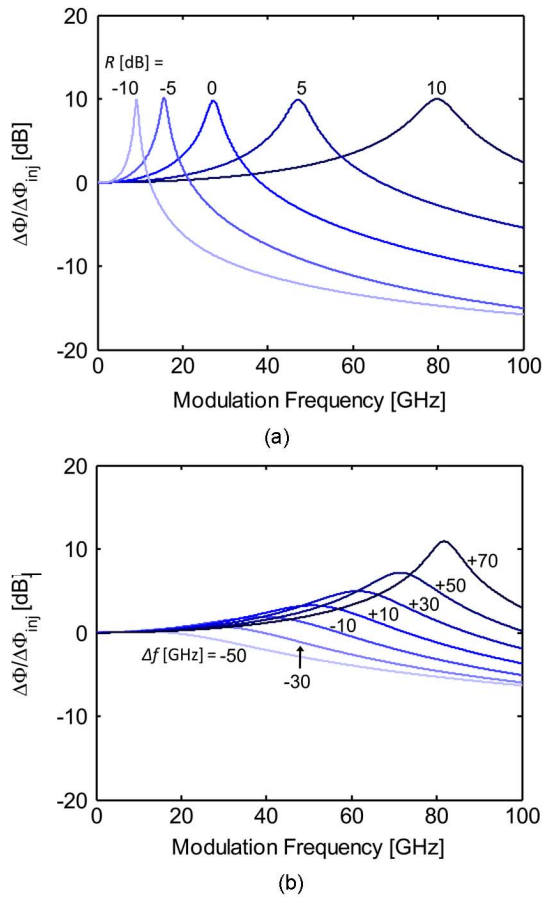 20
R [dB] =
-10 -5 0 5 10
10
0
-10
-20
0 20 40 60 80 100
ΔΦ/ΔΦinj [dB]
Modulation Frequency [GHz]
(a)
20
10
0
-10
-20
+70
+50
+30
+10
-10
Δf [GHz] = -50
-30
0 20 40 60 80 100
ΔΦ/ΔΦinj [dB]
Modulation Frequency [GHz]
(b)